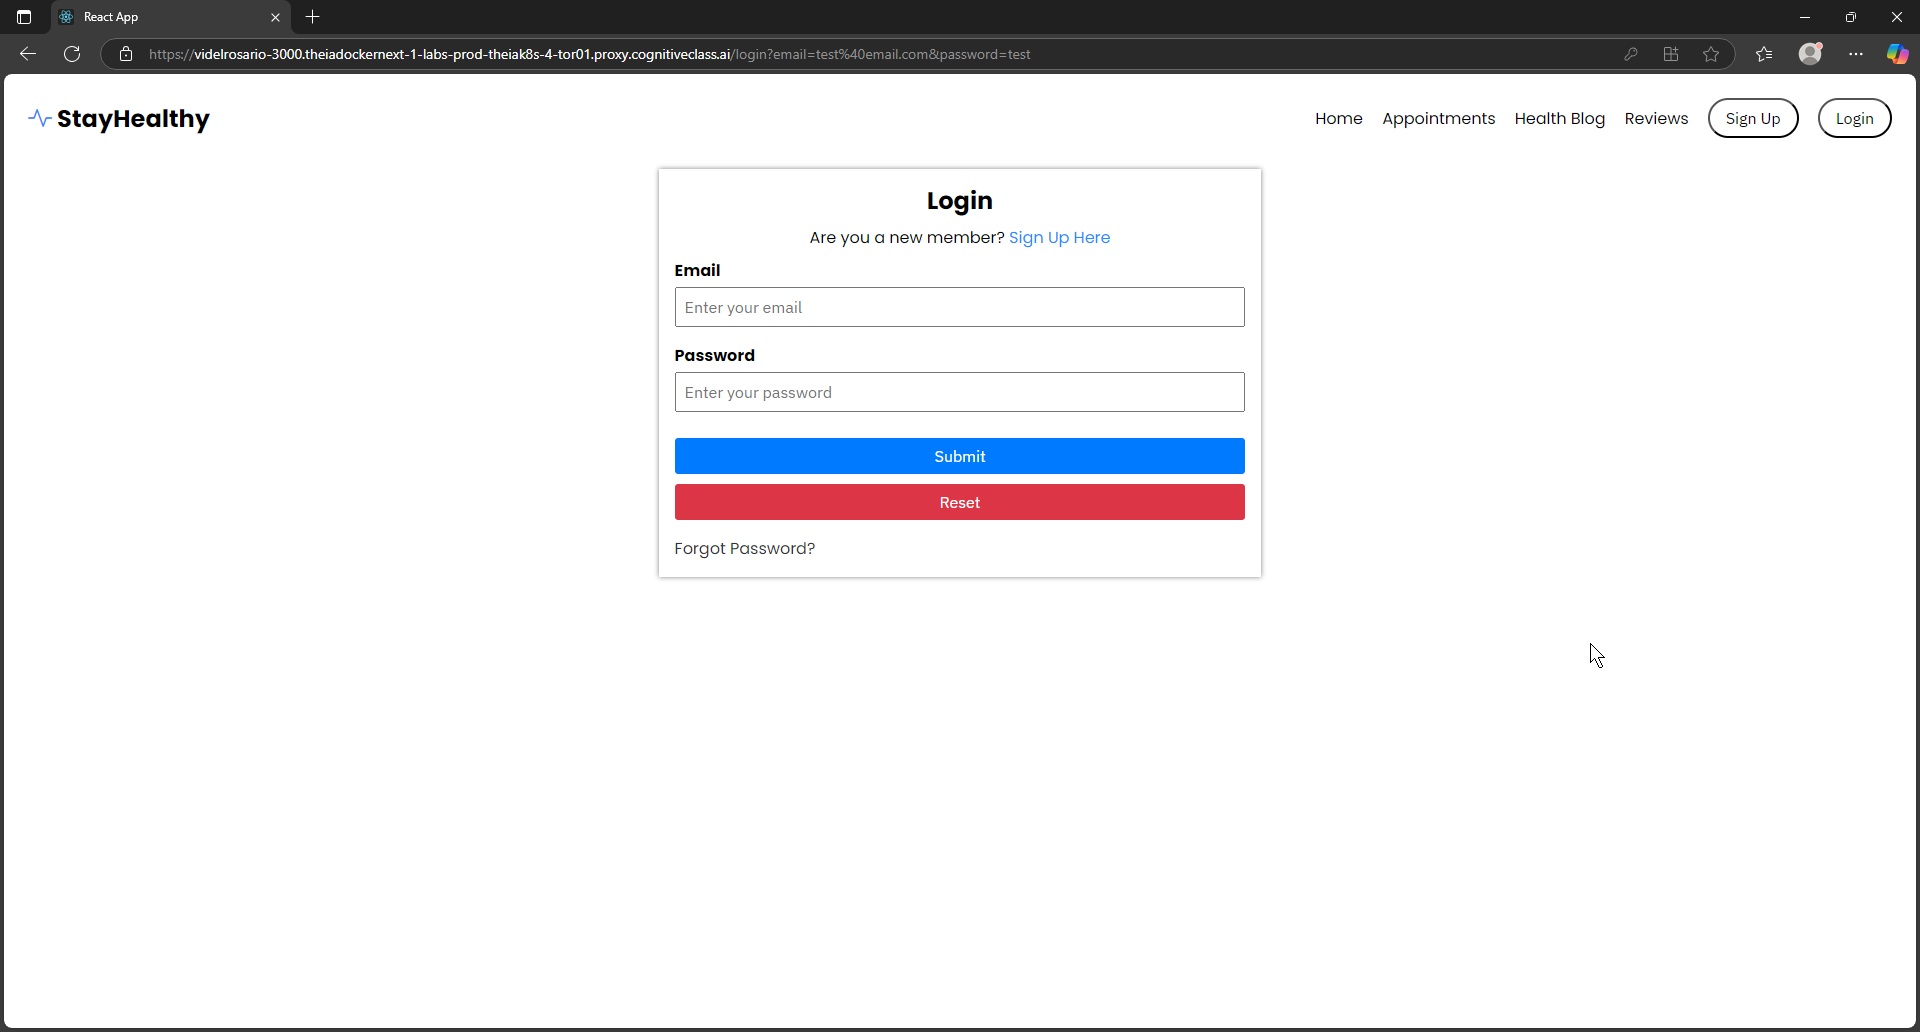 React App
https://videlrosario-3000.theiadockernext-1-labs-prod-theiak8s-4-tor01.proxy.cognitiveclass.ai/login?email=test%40email.com&password=test
StayHealthy
Home Appointments Health Blog Reviews Sign Up Login
Login
Are you a new member? Sign Up Here
Email
Enter your email
Password
Enter your password
Submit
Reset
Forgot Password?